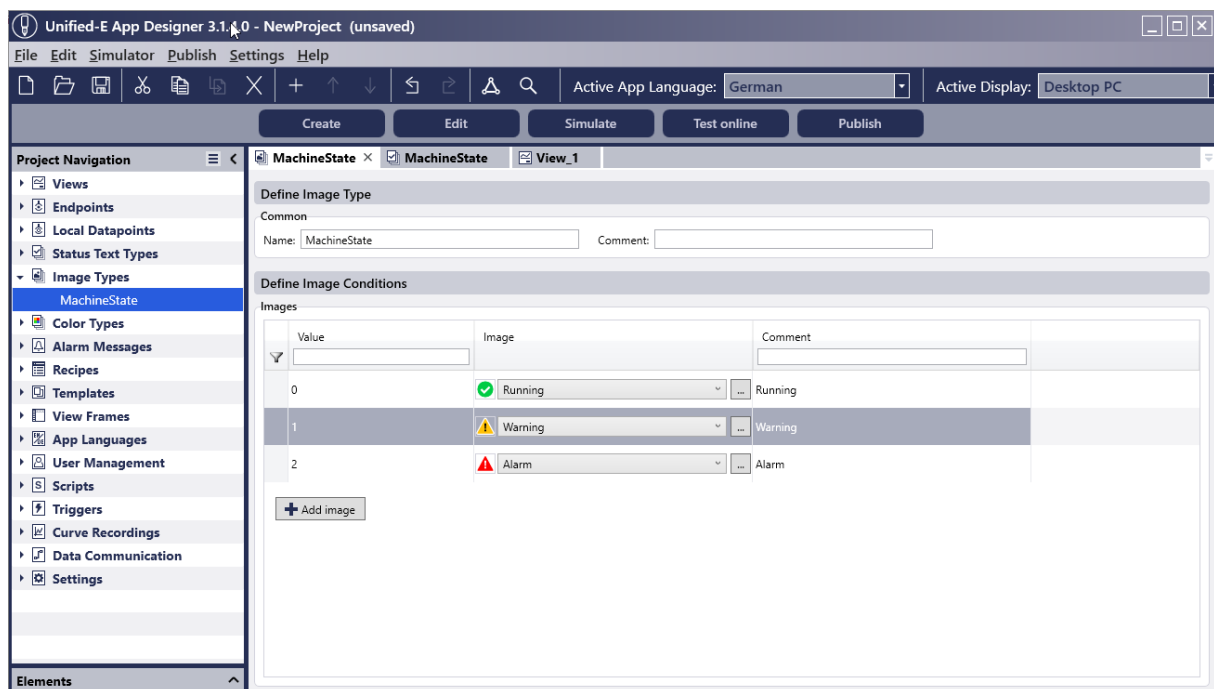 Unified-E App Designer 3.1.1.0 - NewProject (unsaved)
File Edit Simulator Publish Settings Help
Active App Language: German Active Display: Desktop PC
Create Edit Simulate Test online Publish
Project Navigation
Views
Endpoints
Local Datapoints
Status Text Types
Image Types
MachineState
Color Types
Alarm Messages
Recipes
Templates
View Frames
App Languages
User Management
Scripts
Triggers
Curve Recordings
Data Communication
Settings
Elements
MachineState MachineState View_1
Define Image Type
Common
Name: MachineState Comment:
Define Image Conditions
Images
Value Image Comment
0 Running ... Running
1 Warning ... Warning
2 Alarm ... Alarm
Add image